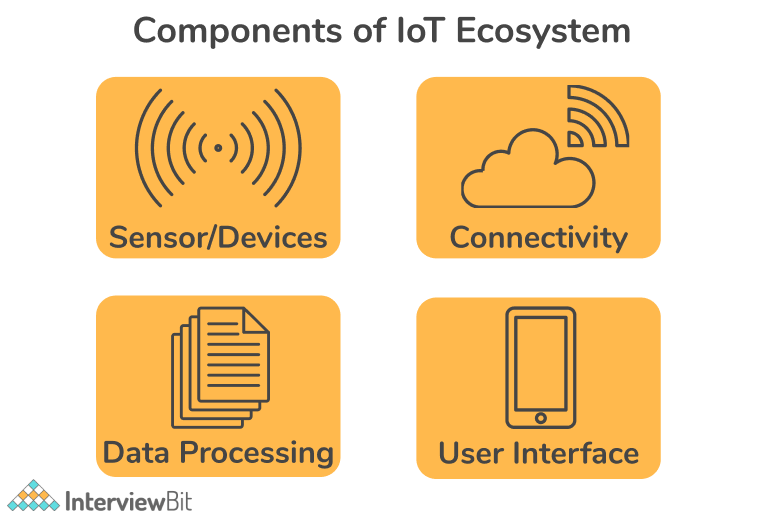 Components of IoT Ecosystem
Sensor/Devices
Connectivity
Data Processing
User Interface
InterviewBit